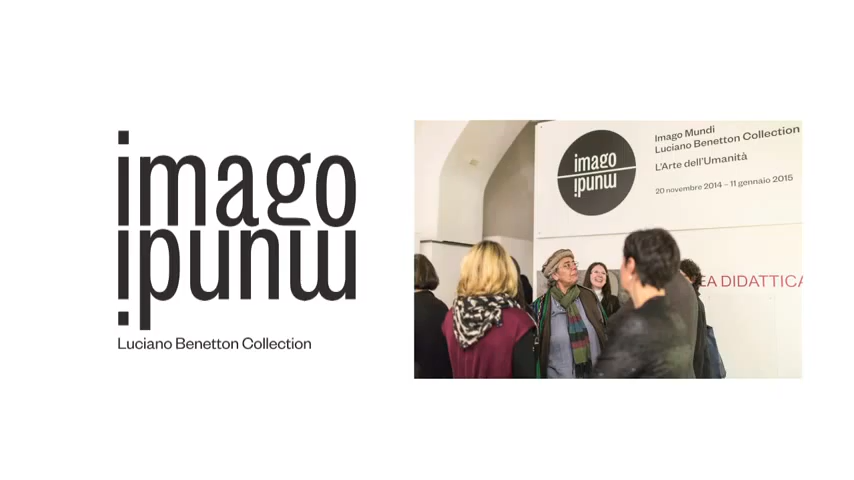 imago
mundi
Luciano Benetton Collection
imago
mundi
Imago Mundi
Luciano Benetton Collection
L'Arte dell'Umanità
20 novembre 2014 – 11 gennaio 2015
EA DIDATTICA